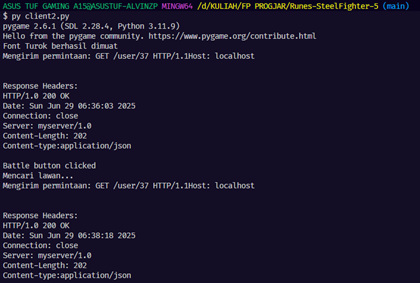 ASUS TUF GAMING A15@ASUSTUF-ALVINZP MINGW64 /d/KULIAH/FP PROGJAR/Runes-SteelFighter-5 (main)
$ py client2.py
pygame 2.6.1 (SDL 2.28.4, Python 3.11.9)
Hello from the pygame community. https://www.pygame.org/contribute.html
Font Turok berhasil dimuat
Mengirim permintaan: GET /user/37 HTTP/1.1Host: localhost
Response Headers:
HTTP/1.0 200 OK
Date: Sun Jun 29 06:36:03 2025
Connection: close
Server: myserver/1.0
Content-Length: 202
Content-type:application/json
Battle button clicked
Mencari lawan...
Mengirim permintaan: GET /user/37 HTTP/1.1Host: localhost
Response Headers:
HTTP/1.0 200 OK
Date: Sun Jun 29 06:38:18 2025
Connection: close
Server: myserver/1.0
Content-Length: 202
Content-type:application/json